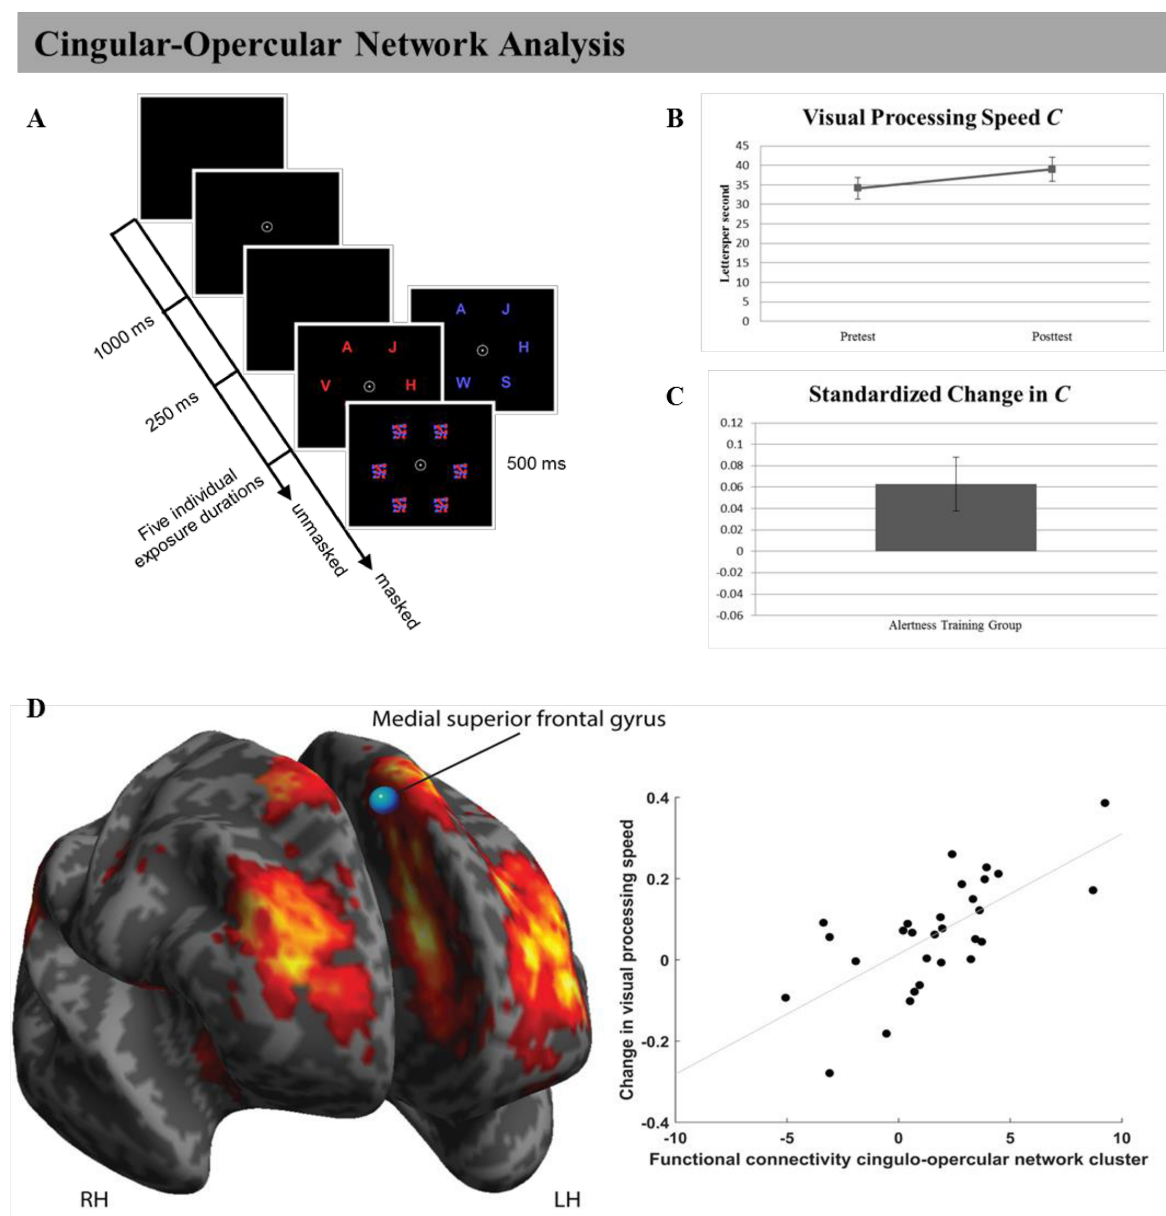 Cingular-Opercular Network Analysis
A
1000 ms
250 ms
Five individual
exposure durations
unmasked
masked
A J
V H
A J
H
W S
500 ms
B
Visual Processing Speed C
Lettersper second
45
40
35
30
25
20
15
10
5
0
Pretest Posttest
C
Standardized Change in C
0.12
0.1
0.08
0.06
0.04
0.02
0
-0.02
-0.04
-0.06
Alertness Training Group
D
Medial superior frontal gyrus
RH LH
Change in visual processing speed
0.4
0.2
0
-0.2
-0.4
-10 -5 0 5 10
Functional connectivity cingulo-opercular network cluster